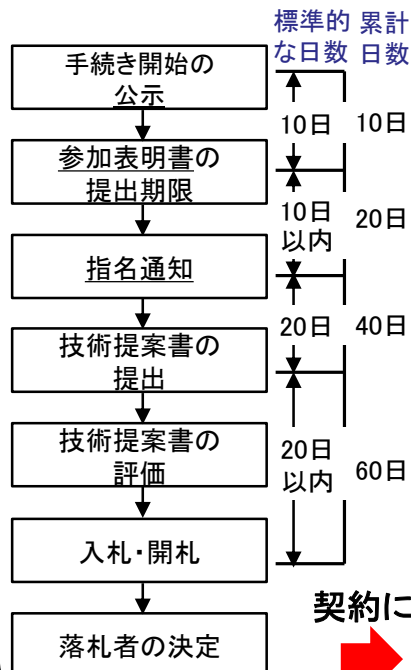 標準的 累計
な日数 日数
手続き開始の
公示
10日 10日
参加表明書の
提出期限
10日
以内
20日
指名通知
20日 40日
技術提案書の
提出
技術提案書の
評価
20日
以内
60日
入札・開札
契約に
落札者の決定